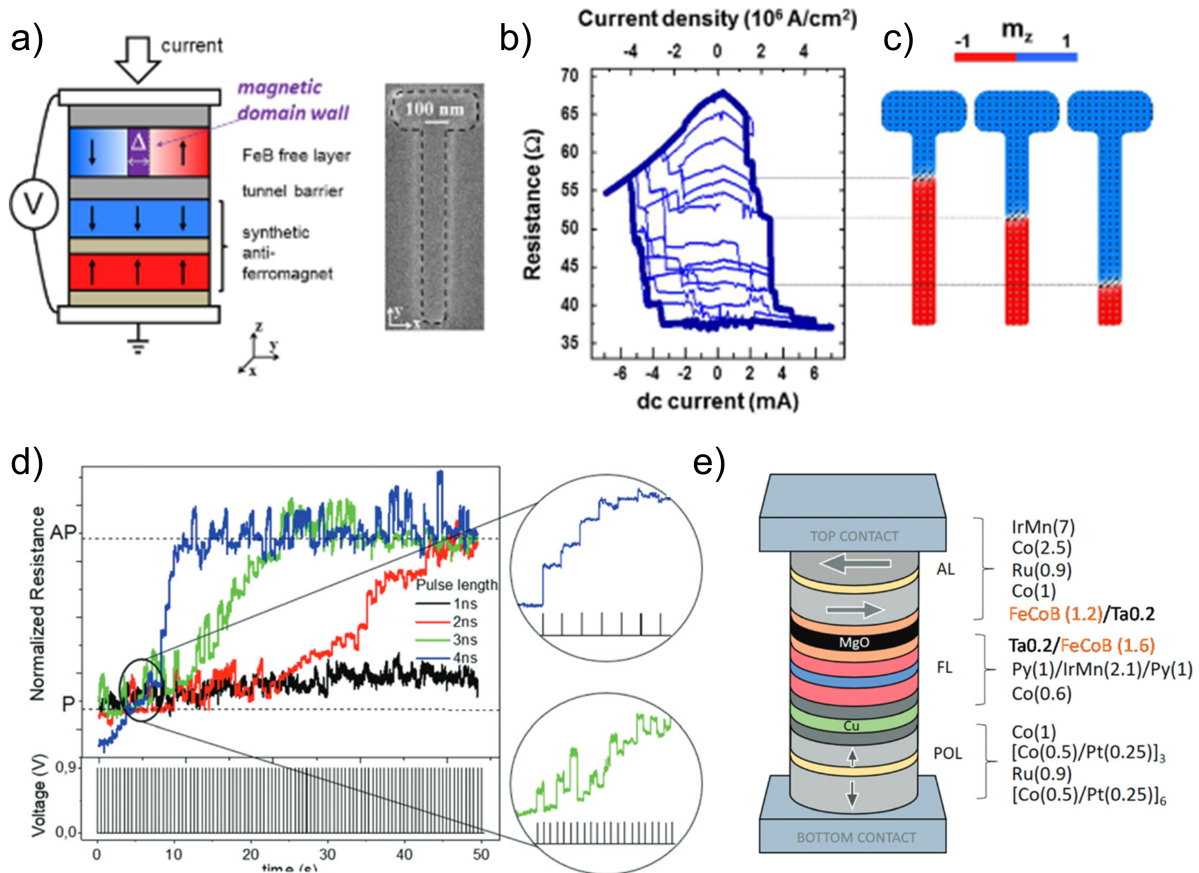 a)
current
magnetic
domain wall
Δ
FeB free layer
tunnel barrier
synthetic
anti-
ferromagnet
V
z
y
x
100 nm
y
x
b)
Current density (10⁶ A/cm²)
-4 -2 0 2 4
Resistance (Ω)
70
65
60
55
50
45
40
35
-6 -4 -2 0 2 4 6
dc current (mA)
c)
m_z
-1 1
d)
Normalized Resistance
AP
P
Pulse length
1ns
2ns
3ns
4ns
Voltage (V)
0,9
0,0
0 10 20 30 40 50
time (s)
e)
TOP CONTACT
AL
IrMn(7)
Co(2.5)
Ru(0.9)
Co(1)
FeCoB (1.2)/Ta0.2
MgO
FL
Ta0.2/FeCoB (1.6)
Py(1)/IrMn(2.1)/Py(1)
Co(0.6)
Cu
POL
Co(1)
[Co(0.5)/Pt(0.25)]₃
Ru(0.9)
[Co(0.5)/Pt(0.25)]₆
BOTTOM CONTACT